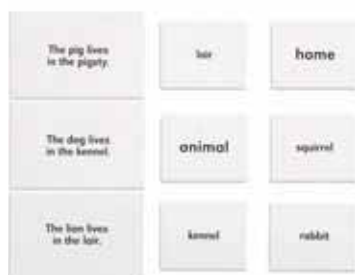 The pig lives
in the pigsty.
lair
home
The dog lives
in the kennel.
animal
squirrel
The lion lives
in the lair.
kennel
rabbit